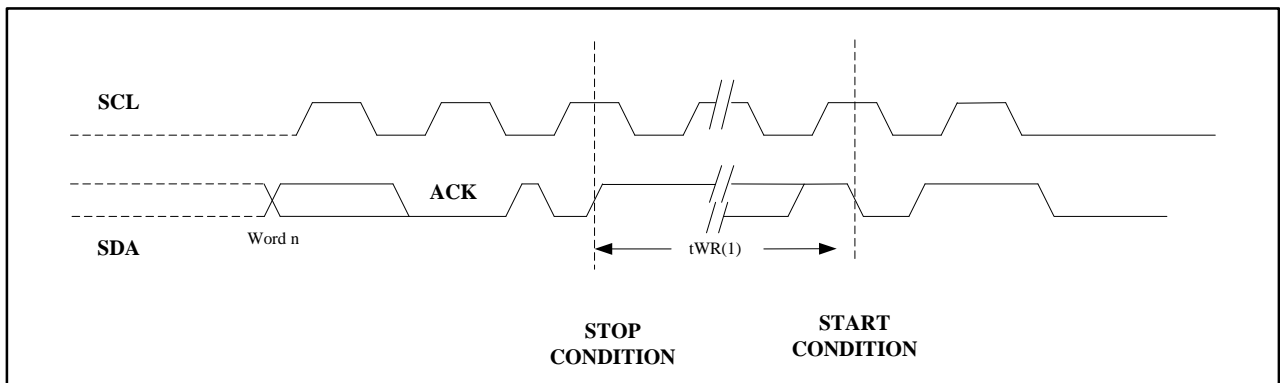 SCL
ACK
SDA
Word n
tWR(1)
STOP
CONDITION
START
CONDITION